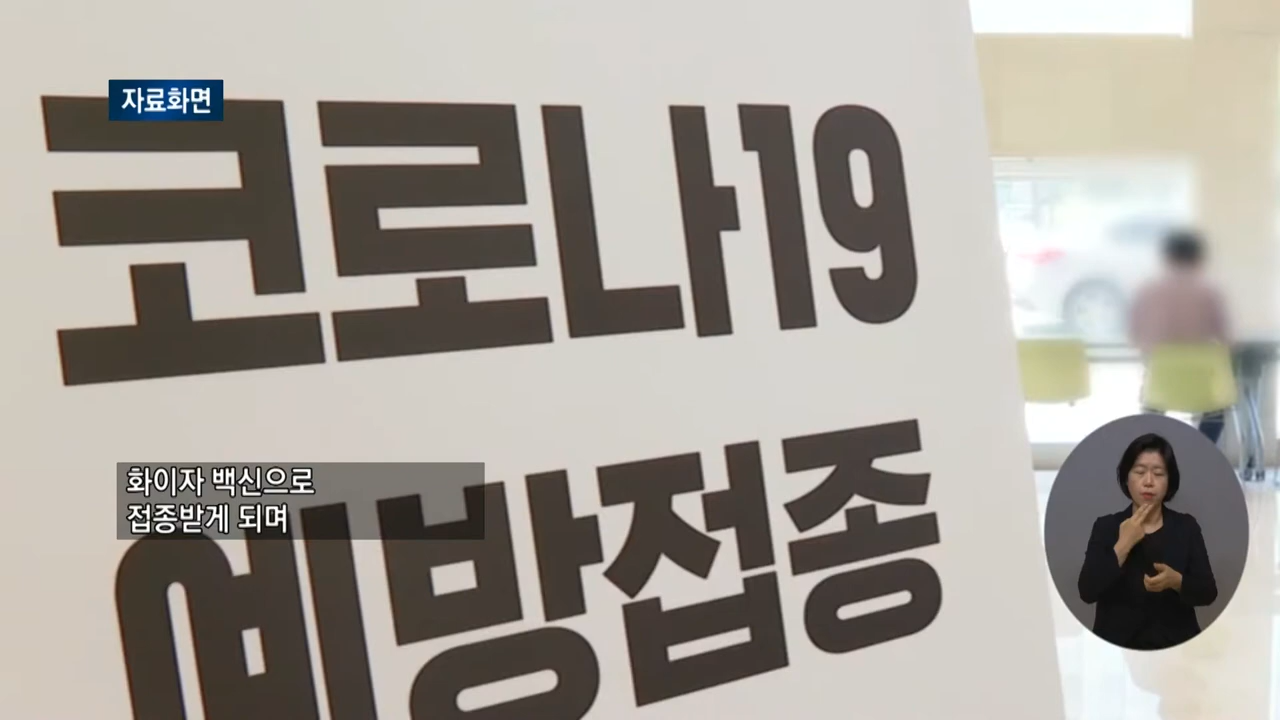 자료화면
코로나19
예방접종
화이자 백신으로
접종받게 되며